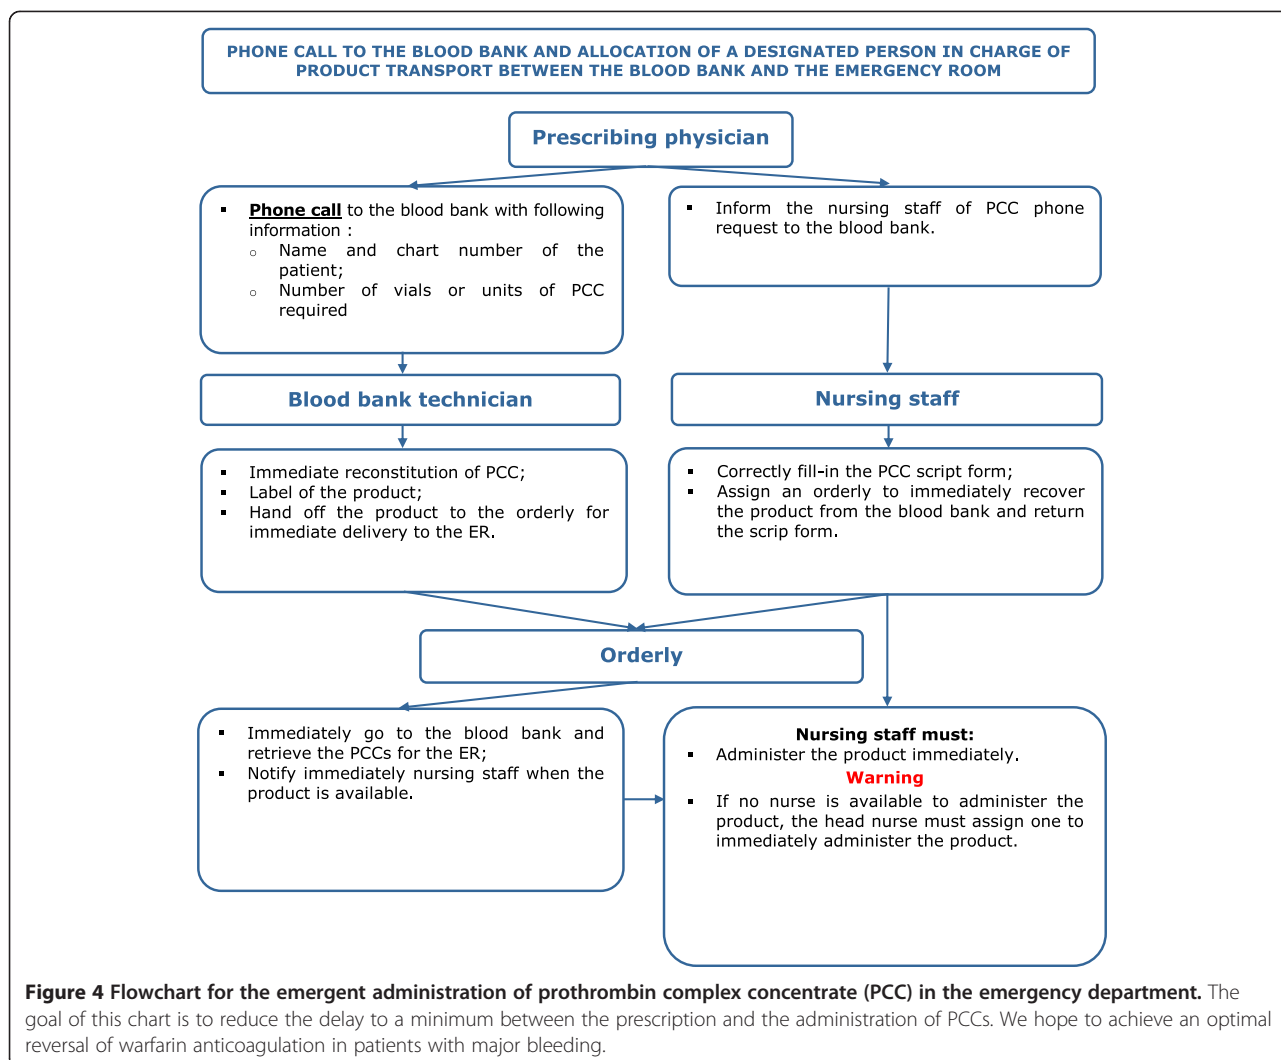 PHONE CALL TO THE BLOOD BANK AND ALLOCATION OF A DESIGNATED PERSON IN CHARGE OF
PRODUCT TRANSPORT BETWEEN THE BLOOD BANK AND THE EMERGENCY ROOM
Prescribing physician
▪ Phone call to the blood bank with following
information :
o Name and chart number of the
patient;
o Number of vials or units of PCC
required
▪ Inform the nursing staff of PCC phone
request to the blood bank.
Blood bank technician
Nursing staff
▪ Immediate reconstitution of PCC;
▪ Label of the product;
▪ Hand off the product to the orderly for
immediate delivery to the ER.
▪ Correctly fill-in the PCC script form;
▪ Assign an orderly to immediately recover
the product from the blood bank and return
the scrip form.
Orderly
▪ Immediately go to the blood bank and
retrieve the PCCs for the ER;
▪ Notify immediately nursing staff when the
product is available.
Nursing staff must:
▪ Administer the product immediately.
Warning
▪ If no nurse is available to administer the
product, the head nurse must assign one to
immediately administer the product.
Figure 4 Flowchart for the emergent administration of prothrombin complex concentrate (PCC) in the emergency department. The
goal of this chart is to reduce the delay to a minimum between the prescription and the administration of PCCs. We hope to achieve an optimal
reversal of warfarin anticoagulation in patients with major bleeding.